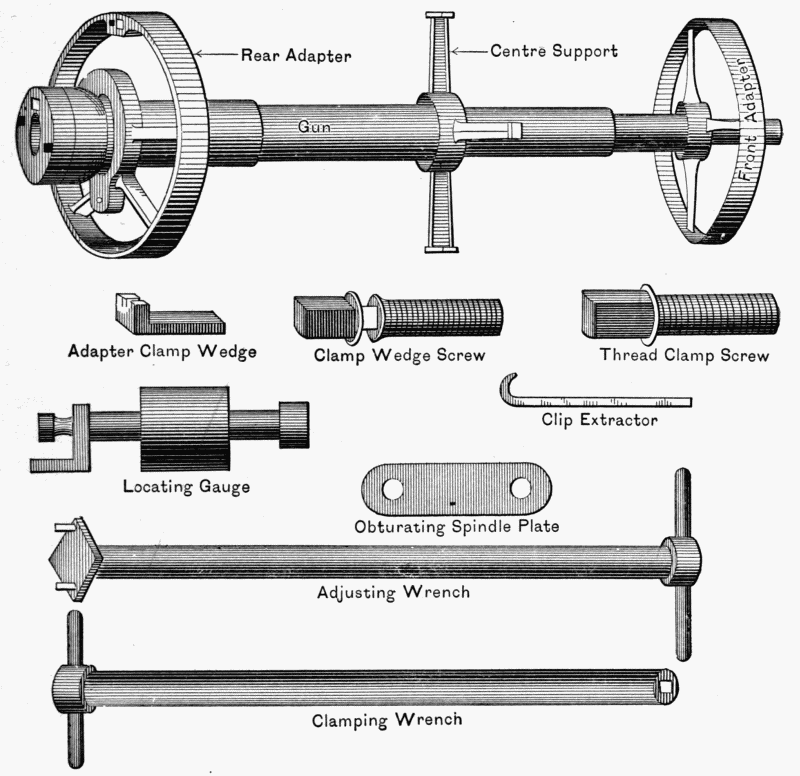 Rear Adapter
Centre Support
Gun
Front Adapter
Adapter Clamp Wedge
Clamp Wedge Screw
Thread Clamp Screw
Clip Extractor
Locating Gauge
Obturating Spindle Plate
Adjusting Wrench
Clamping Wrench